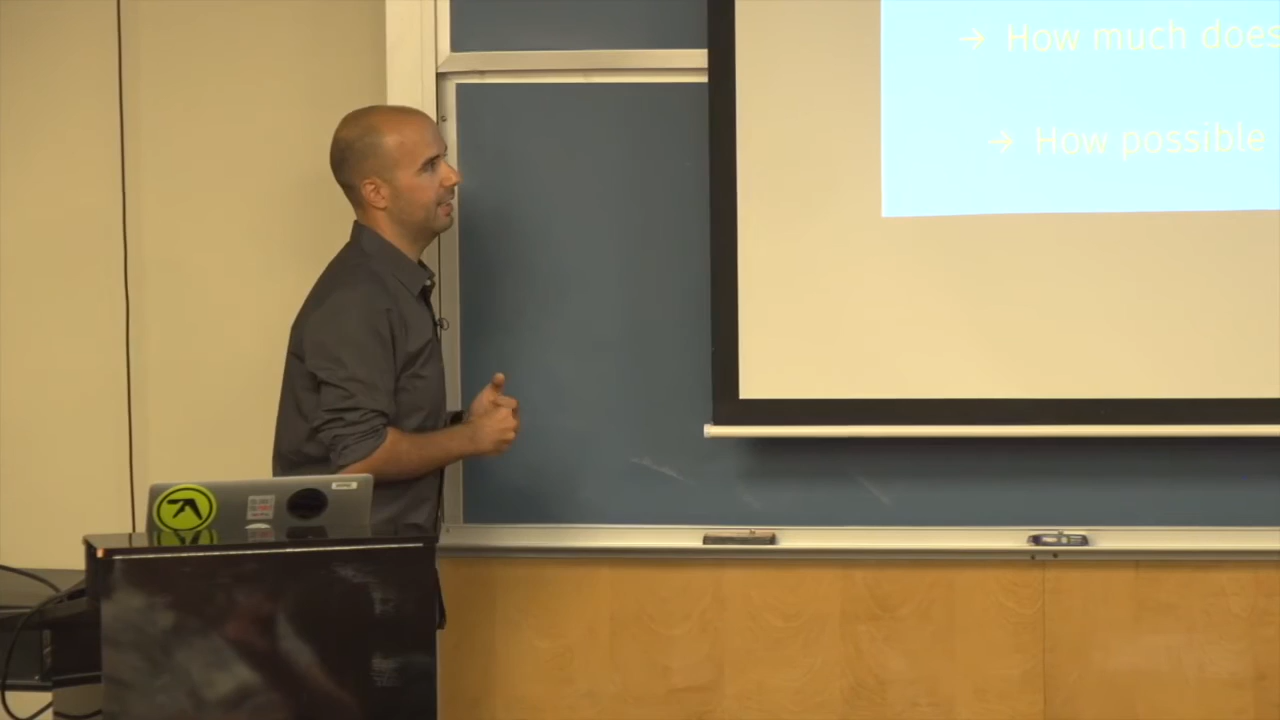 → How much does
→ How possible